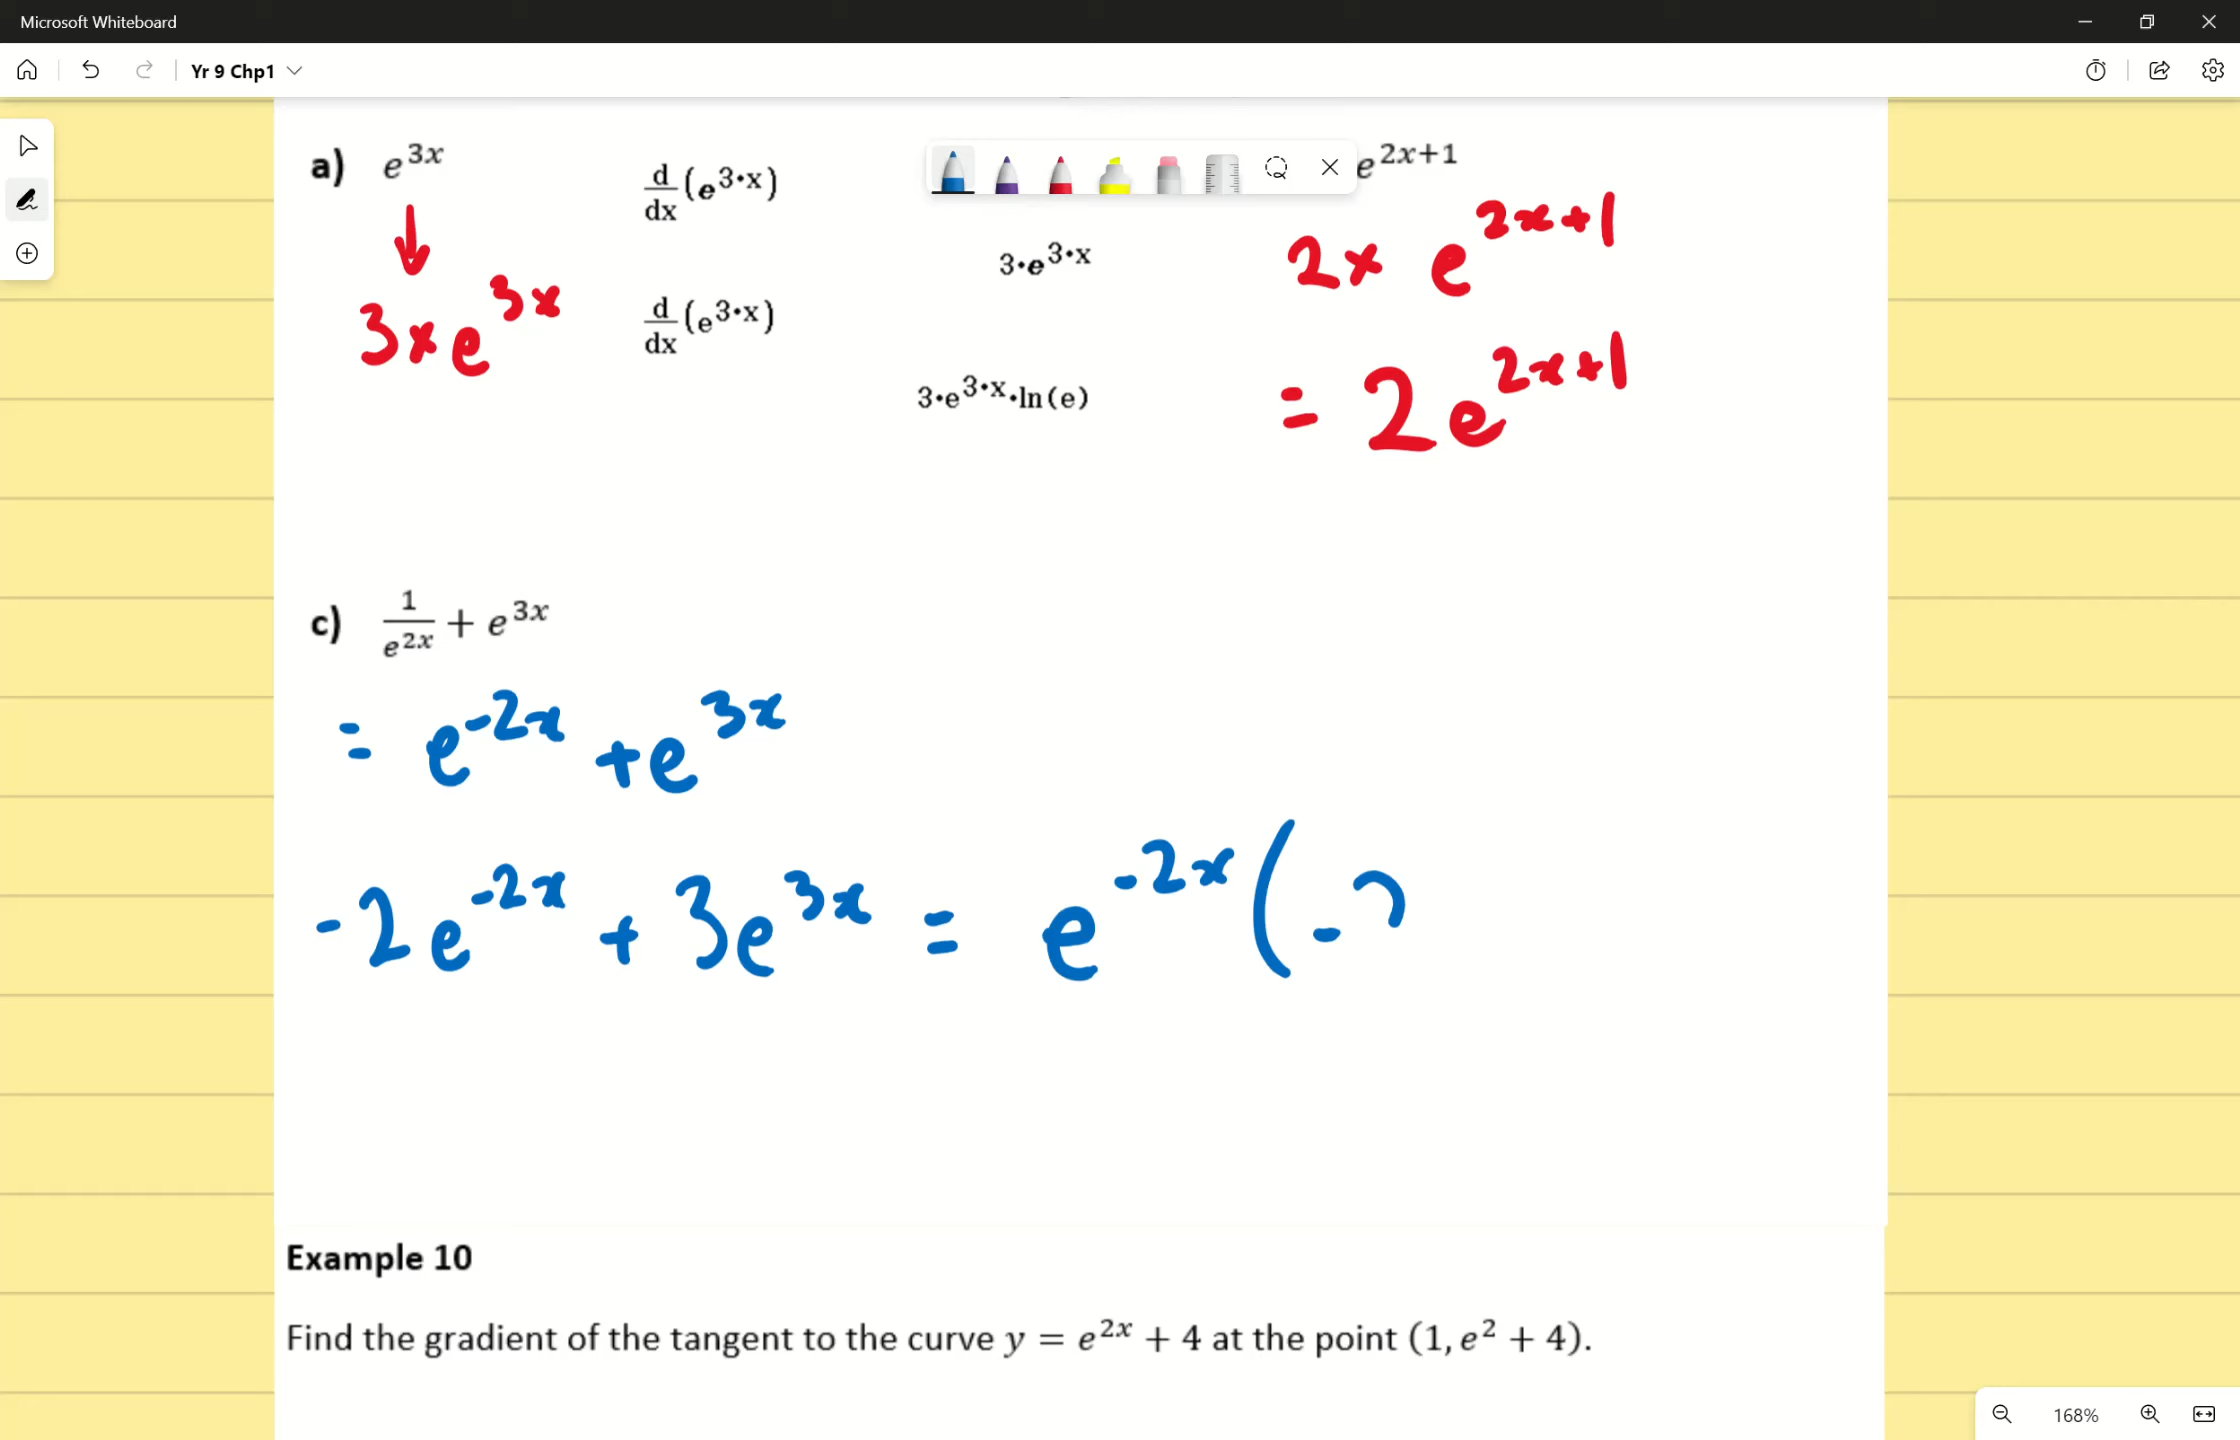 Microsoft Whiteboard
Yr 9 Chp1
a) e^{3x}
d/dx (e^{3·x})
e^{2x+1}
3·e^{3·x}
2× e^{2x+1}
3×e^{3x}
d/dx (e^{3·x})
3·e^{3·x}·ln(e)
= 2e^{2x+1}
c) 1/e^{2x} + e^{3x}
= e^{-2x} + e^{3x}
-2e^{-2x} + 3e^{3x} = e^{-2x}(-
Example 10
Find the gradient of the tangent to the curve y = e^{2x} + 4 at the point (1, e^2 + 4).
168%